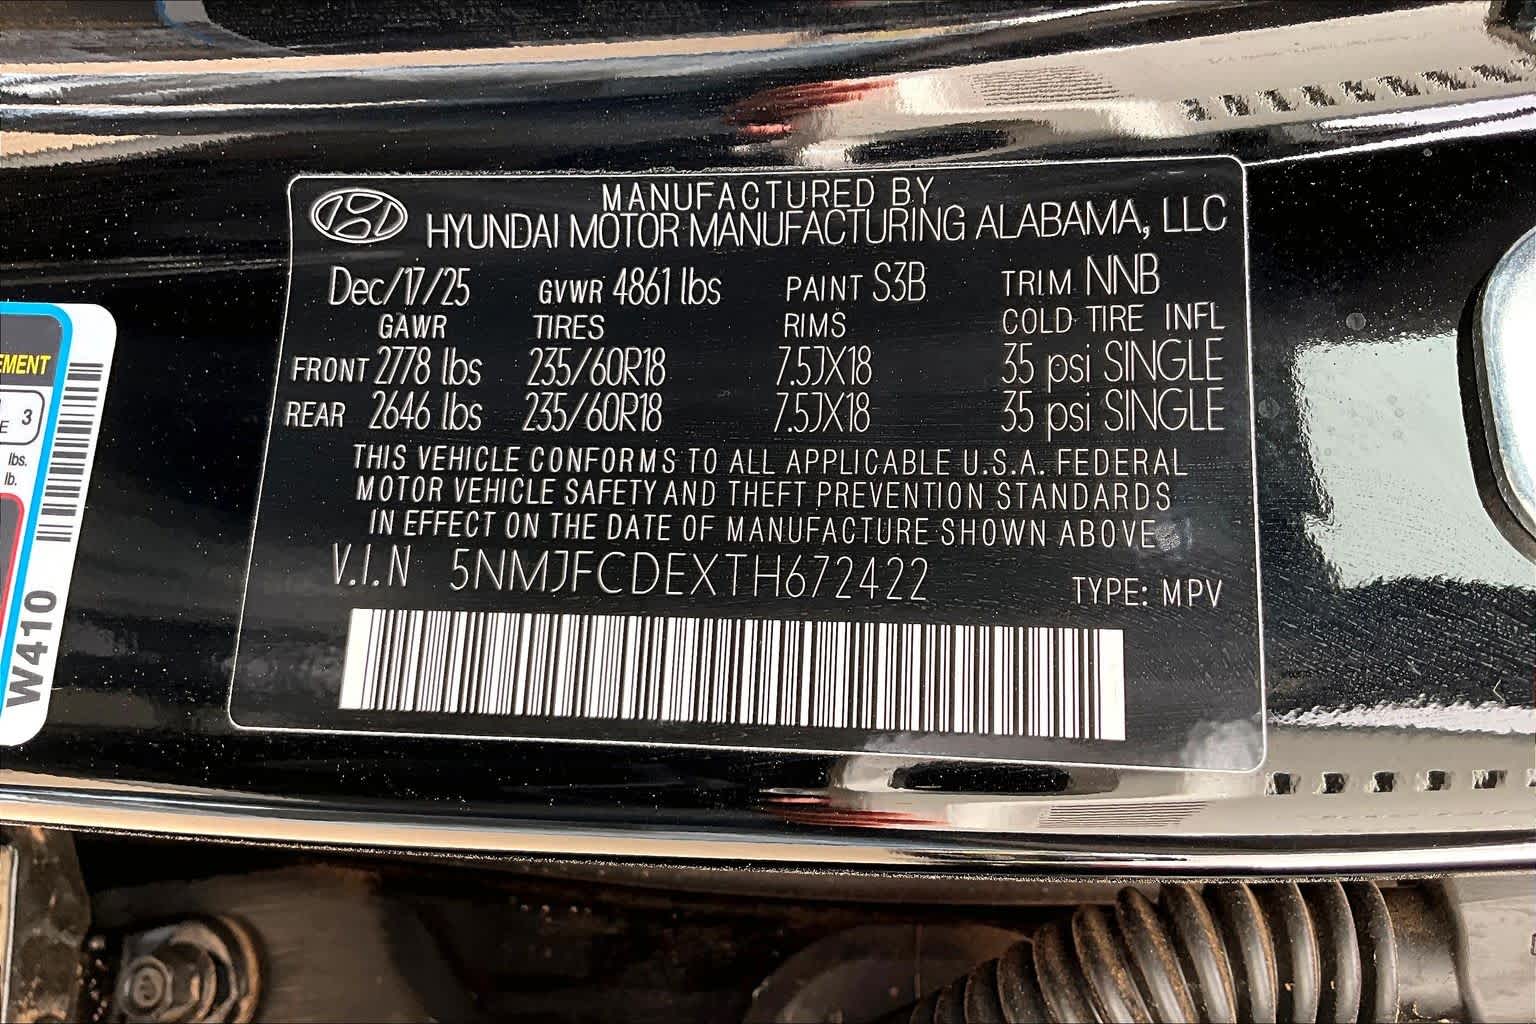 MANUFACTURED BY
HYUNDAI MOTOR MANUFACTURING ALABAMA, LLC
Dec/17/25 GVWR 4861 lbs PAINT S3B TRIM NNB
GAWR TIRES RIMS COLD TIRE INFL
FRONT 2778 lbs 235/60R18 7.5JX18 35 psi SINGLE
REAR 2646 lbs 235/60R18 7.5JX18 35 psi SINGLE
THIS VEHICLE CONFORMS TO ALL APPLICABLE U.S.A. FEDERAL
MOTOR VEHICLE SAFETY AND THEFT PREVENTION STANDARDS
IN EFFECT ON THE DATE OF MANUFACTURE SHOWN ABOVE
V.I.N 5NMJFCDEXTH672422
TYPE: MPV
EMENT
3
E
lbs.
lb.
W410